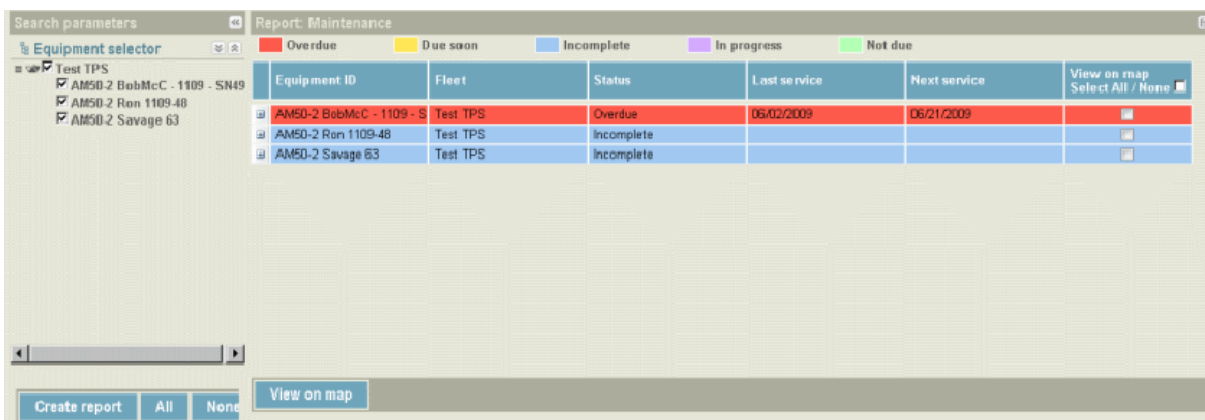 Search parameters
Equipment selector
Test TPS
AM50-2 BobMcC - 1109 - SN49
AM50-2 Ron 1109-48
AM50-2 Savage 63
Create report All None
Report: Maintenance
Overdue Due soon Incomplete In progress Not due
Equipment ID Fleet Status Last service Next service View on map
Select All / None
AM50-2 BobMcC - 1109 - S Test TPS Overdue 06/02/2009 06/21/2009
AM50-2 Ron 1109-48 Test TPS Incomplete
AM50-2 Savage 63 Test TPS Incomplete
View on map